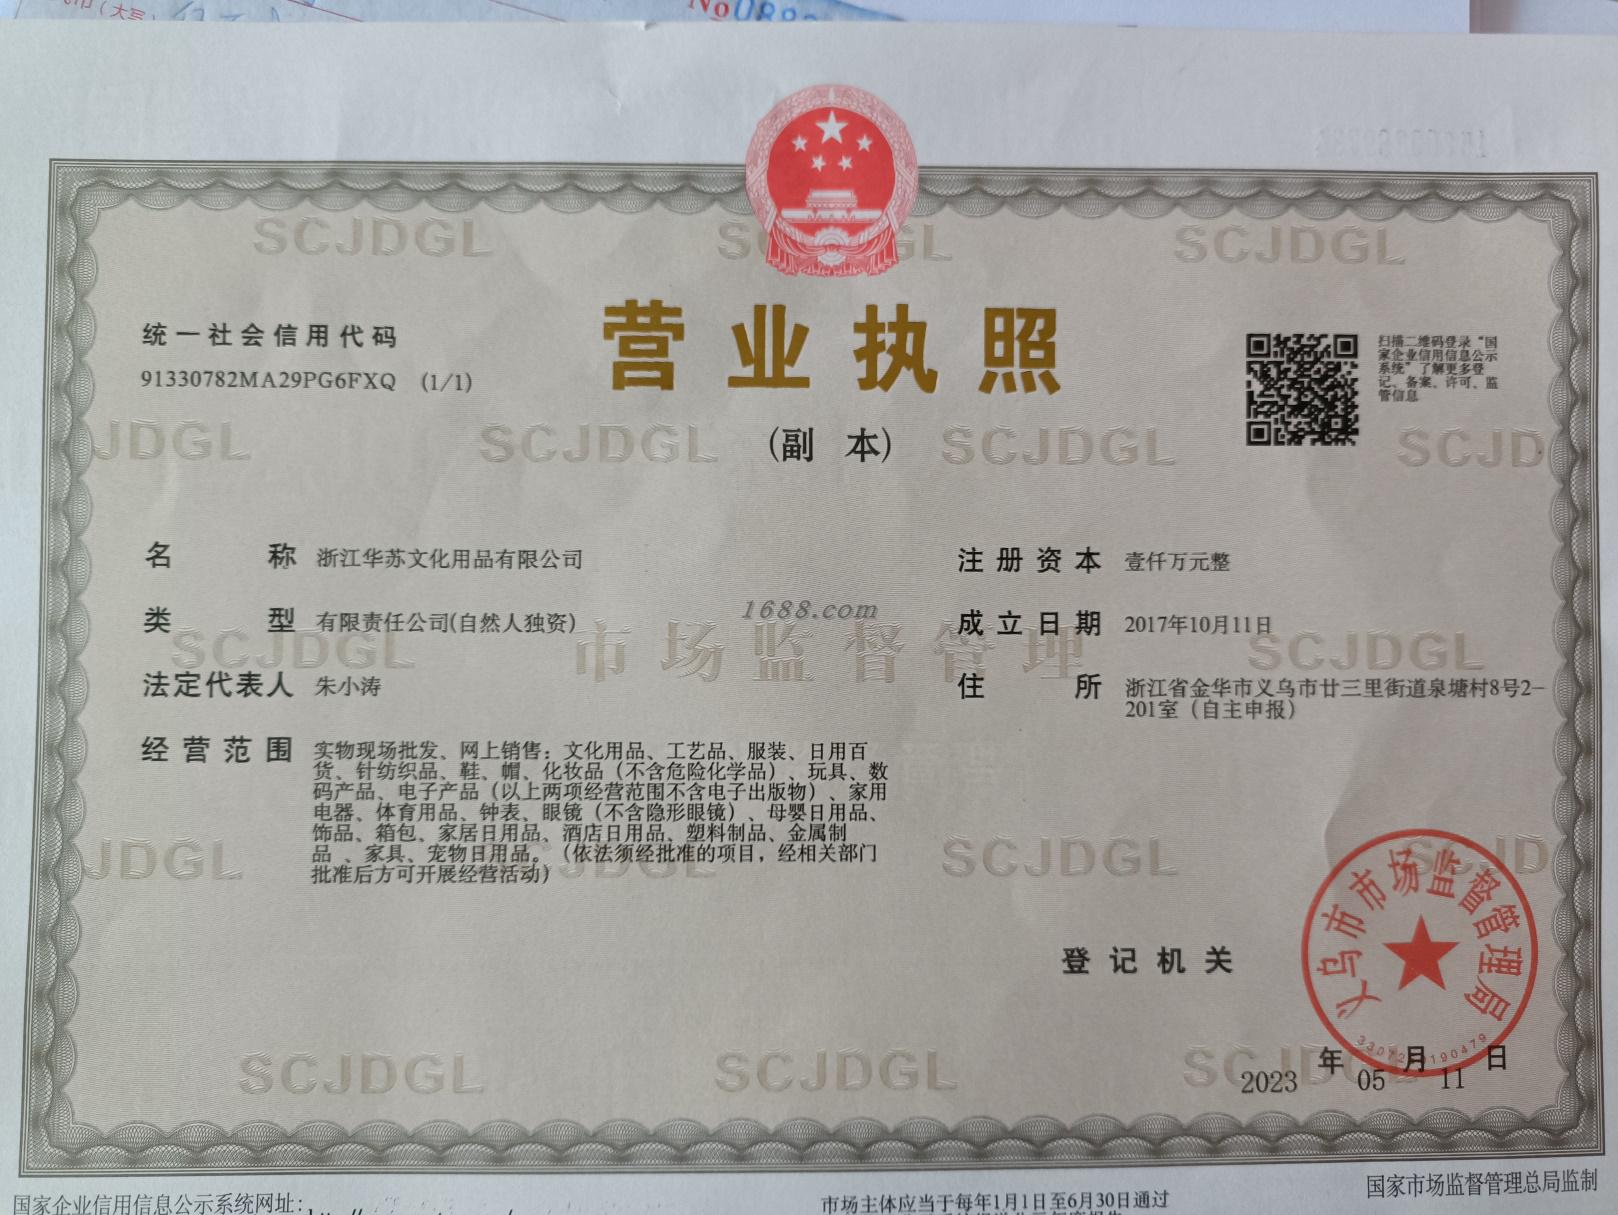 No
统一社会信用代码
91330782MA29PG6FXQ (1/1)
营业执照
(副 本)
扫描二维码登录“国
家企业信用信息公示
系统”了解更多登
记、备案、许可、监
管信息
名称 浙江华苏文化用品有限公司
类型 有限责任公司(自然人独资)
法定代表人 朱小涛
经营范围 实物现场批发、网上销售：文化用品、工艺品、服装、日用百
货、针纺织品、鞋、帽、化妆品（不含危险化学品）、玩具、数
码产品、电子产品（以上两项经营范围不含电子出版物）、家用
电器、体育用品、钟表、眼镜（不含隐形眼镜）、母婴日用品、
饰品、箱包、家居日用品、酒店日用品、塑料制品、金属制
品 、家具、宠物日用品。（依法须经批准的项目，经相关部门
批准后方可开展经营活动）
注册资本 壹仟万元整
成立日期 2017年10月11日
住所 浙江省金华市义乌市廿三里街道泉塘村8号2-
201室（自主申报）
1688.com
SCJDGL SCJDGL SCJDGL
JDGL SCJDGL SCJDGL SCJD
SCJDGL 市场监督管理 SCJDGL
JDGL SCJDGL SCJDGL SCJD
SCJDGL SCJDGL SCJDGL
登记机关
义乌市市场监督管理局
2023 年 05 月 11 日
国家企业信用信息公示系统网址：
市场主体应当于每年1月1日至6月30日通过
国家市场监督管理总局监制